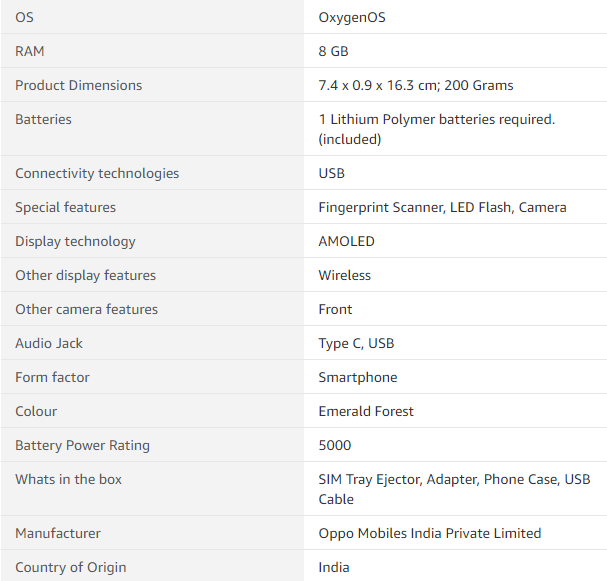 OS OxygenOS
RAM 8 GB
Product Dimensions 7.4 x 0.9 x 16.3 cm; 200 Grams
Batteries 1 Lithium Polymer batteries required.
(included)
Connectivity technologies USB
Special features Fingerprint Scanner, LED Flash, Camera
Display technology AMOLED
Other display features Wireless
Other camera features Front
Audio Jack Type C, USB
Form factor Smartphone
Colour Emerald Forest
Battery Power Rating 5000
Whats in the box SIM Tray Ejector, Adapter, Phone Case, USB
Cable
Manufacturer Oppo Mobiles India Private Limited
Country of Origin India